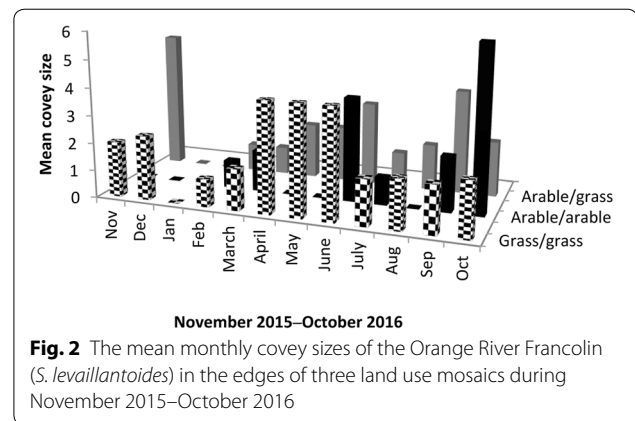 6
5
4
3
2
1
0
Mean covey size
Nov
Dec
Jan
Feb
March
April
May
June
July
Aug
Sep
Oct
Arable/grass
Arable/arable
Grass/grass
November 2015–October 2016
Fig. 2 The mean monthly covey sizes of the Orange River Francolin
(S. levaillantoides) in the edges of three land use mosaics during
November 2015–October 2016